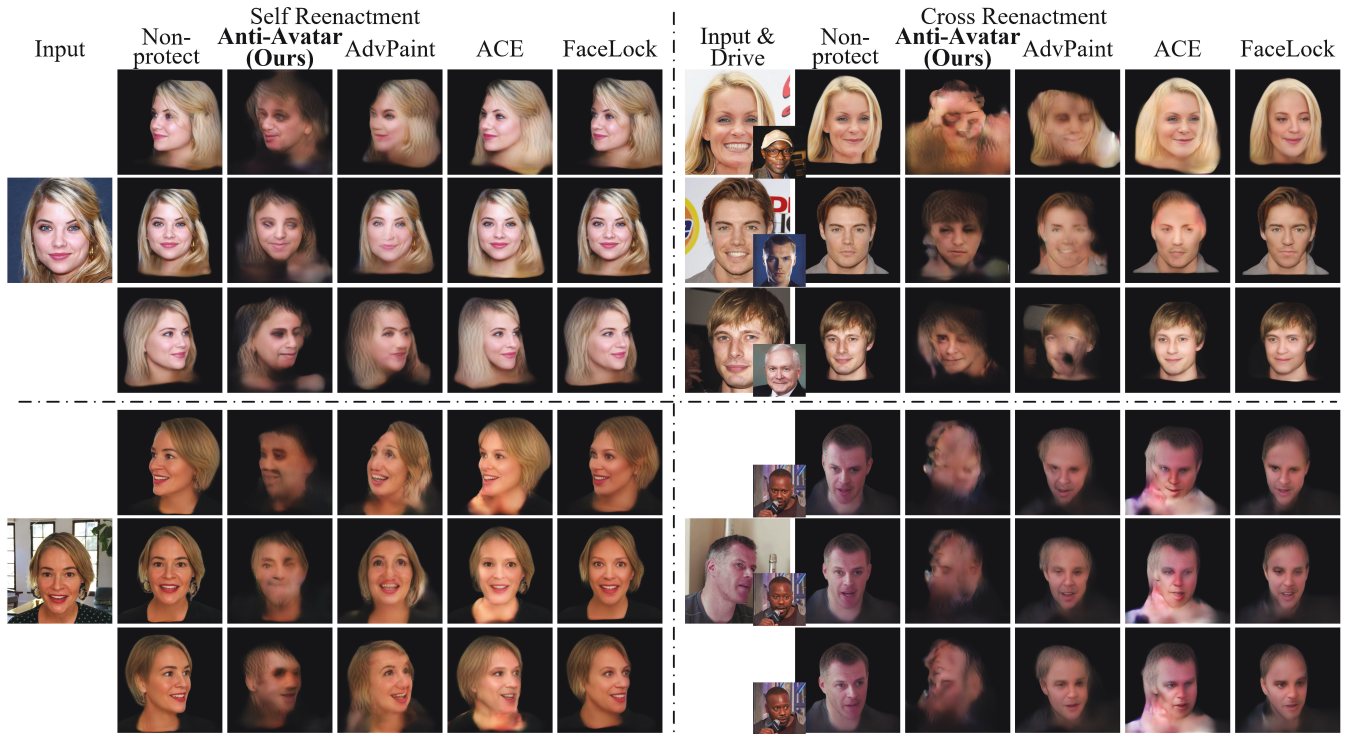 Self Reenactment
Input
Non-protect
Anti-Avatar (Ours)
AdvPaint
ACE
FaceLock
Cross Reenactment
Input & Drive
Non-protect
Anti-Avatar (Ours)
AdvPaint
ACE
FaceLock